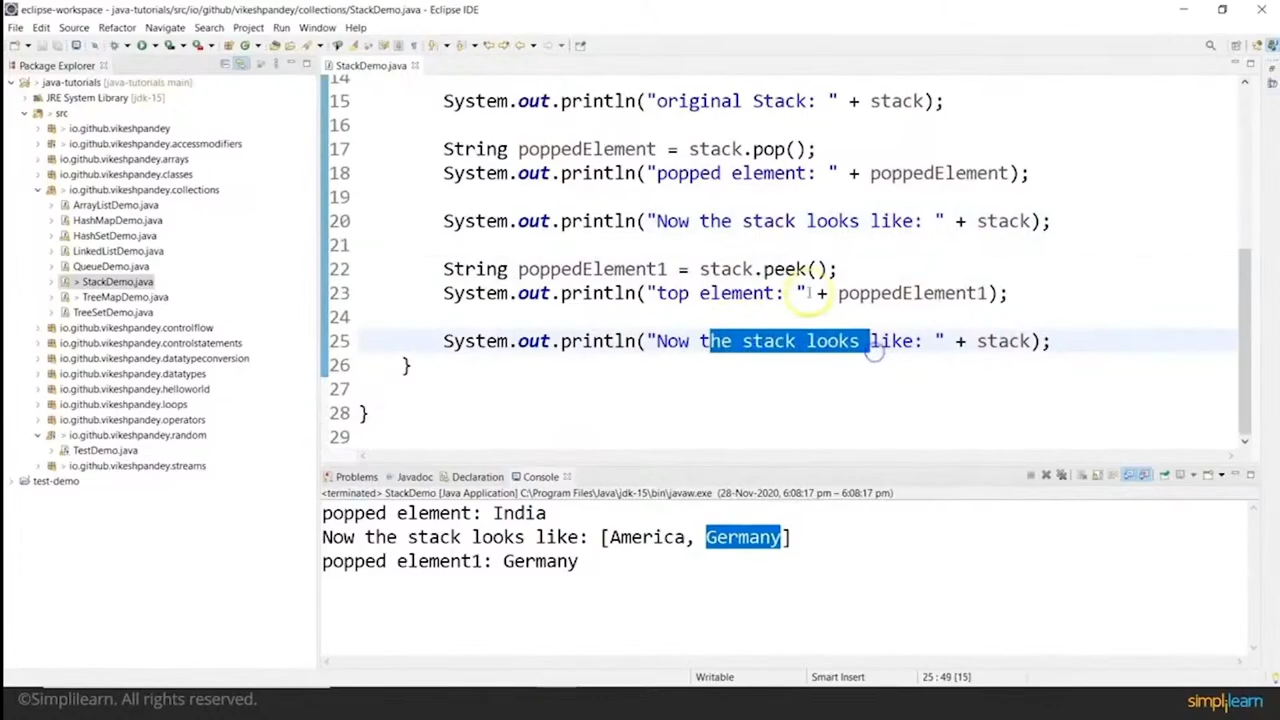 eclipse-workspace - java-tutorials/src/io/github/vikeshpandey/collections/StackDemo.java - Eclipse IDE
File Edit Source Refactor Navigate Search Project Run Window Help
Package Explorer
java-tutorials [java-tutorials main]
JRE System Library [jdk-15]
src
io.github.vikeshpandey
io.github.vikeshpandey.accessmodifiers
io.github.vikeshpandey.arrays
io.github.vikeshpandey.classes
> io.github.vikeshpandey.collections
ArrayListDemo.java
HashMapDemo.java
HashSetDemo.java
LinkedListDemo.java
QueueDemo.java
> StackDemo.java
> TreeMapDemo.java
TreeSetDemo.java
io.github.vikeshpandey.controlflow
io.github.vikeshpandey.controlstatements
io.github.vikeshpandey.datatypeconversion
io.github.vikeshpandey.datatypes
io.github.vikeshpandey.helloworld
io.github.vikeshpandey.loops
io.github.vikeshpandey.operators
> io.github.vikeshpandey.random
TestDemo.java
io.github.vikeshpandey.streams
test-demo
StackDemo.java
14
15 System.out.println("original Stack: " + stack);
16
17 String poppedElement = stack.pop();
18 System.out.println("popped element: " + poppedElement);
19
20 System.out.println("Now the stack looks like: " + stack);
21
22 String poppedElement1 = stack.peek();
23 System.out.println("top element: " + poppedElement1);
24
25 System.out.println("Now the stack looks like: " + stack);
26 }
27
28 }
29
Problems Javadoc Declaration Console
<terminated> StackDemo [Java Application] C:\Program Files\Java\jdk-15\bin\javaw.exe (28-Nov-2020, 6:08:17 pm – 6:08:17 pm)
popped element: India
Now the stack looks like: [America, Germany]
popped element1: Germany
Writable Smart Insert 25 : 49 [15]
©Simplilearn. All rights reserved.
simplilearn